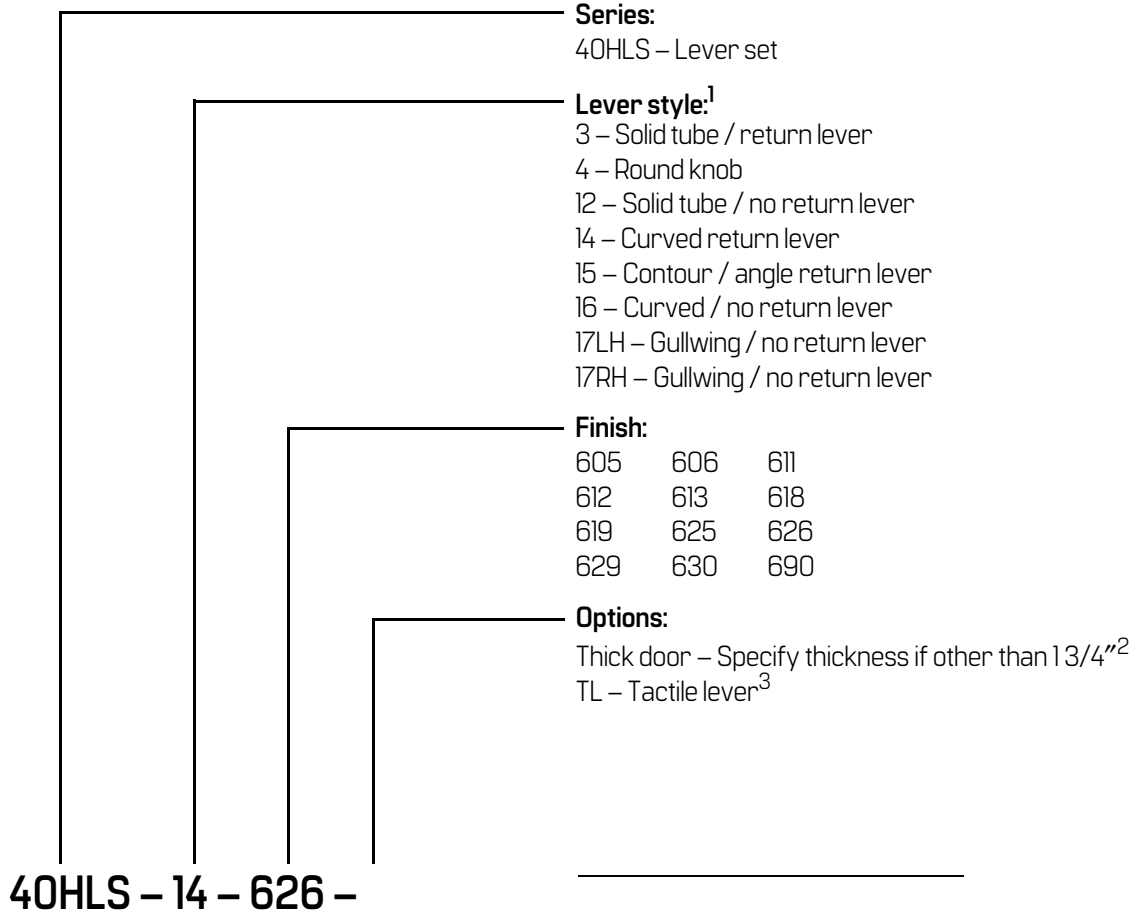 Series:
40HLS – Lever set
Lever style:1
3 – Solid tube / return lever
4 – Round knob
12 – Solid tube / no return lever
14 – Curved return lever
15 – Contour / angle return lever
16 – Curved / no return lever
17LH – Gullwing / no return lever
17RH – Gullwing / no return lever
Finish:
605 606 611
612 613 618
619 625 626
629 630 690
Options:
Thick door – Specify thickness if other than 1 3/4″2
TL – Tactile lever3
40HLS – 14 – 626 –